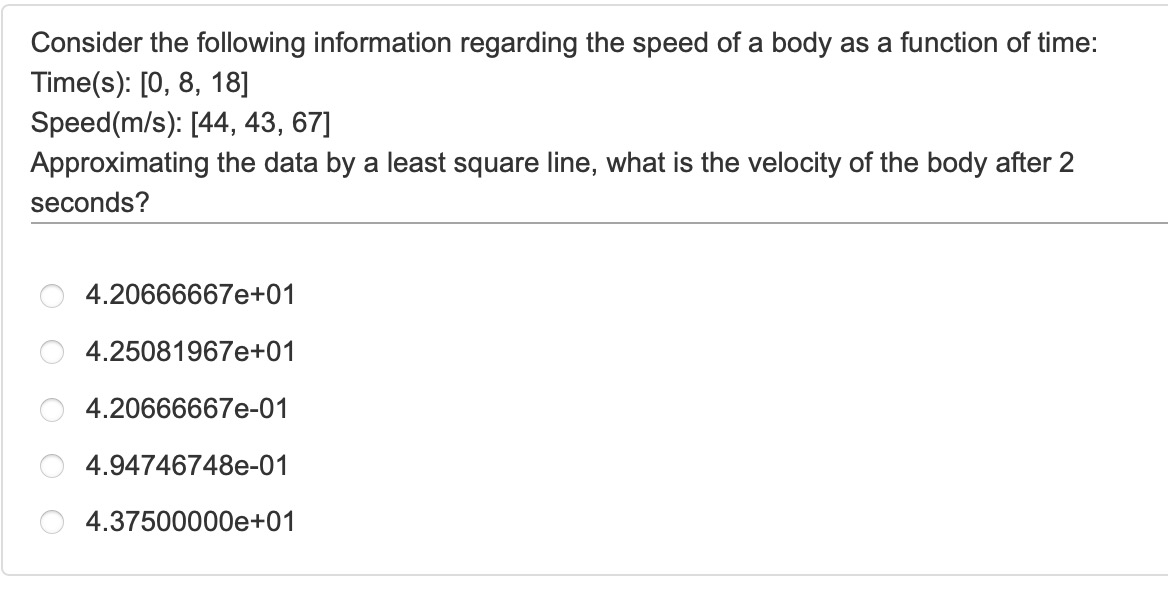 Consider the following information regarding the speed of a body as a function of time:
Time(s): [0, 8, 18]
Speed(m/s): [44, 43, 67]
Approximating the data by a least square line, what is the velocity of the body after 2
seconds?
4.20666667e+01
4.25081967e+01
4.20666667e-01
4.94746748e-01
4.37500000e+01